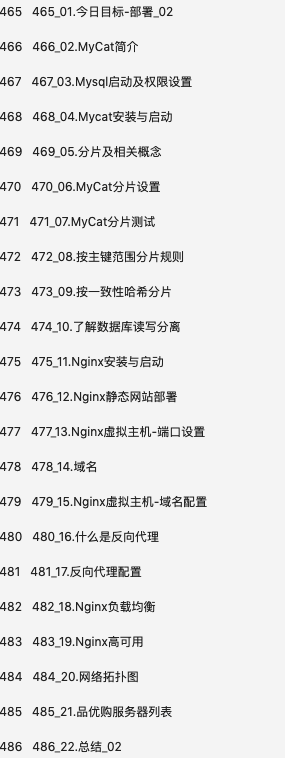 465 465_01.今日目标-部署_02
466 466_02.MyCat简介
467 467_03.Mysql启动及权限设置
468 468_04.Mycat安装与启动
469 469_05.分片及相关概念
470 470_06.MyCat分片设置
471 471_07.MyCat分片测试
472 472_08.按主键范围分片规则
473 473_09.按一致性哈希分片
474 474_10.了解数据库读写分离
475 475_11.Nginx安装与启动
476 476_12.Nginx静态网站部署
477 477_13.Nginx虚拟主机-端口设置
478 478_14.域名
479 479_15.Nginx虚拟主机-域名配置
480 480_16.什么是反向代理
481 481_17.反向代理配置
482 482_18.Nginx负载均衡
483 483_19.Nginx高可用
484 484_20.网络拓扑图
485 485_21.品优购服务器列表
486 486_22.总结_02